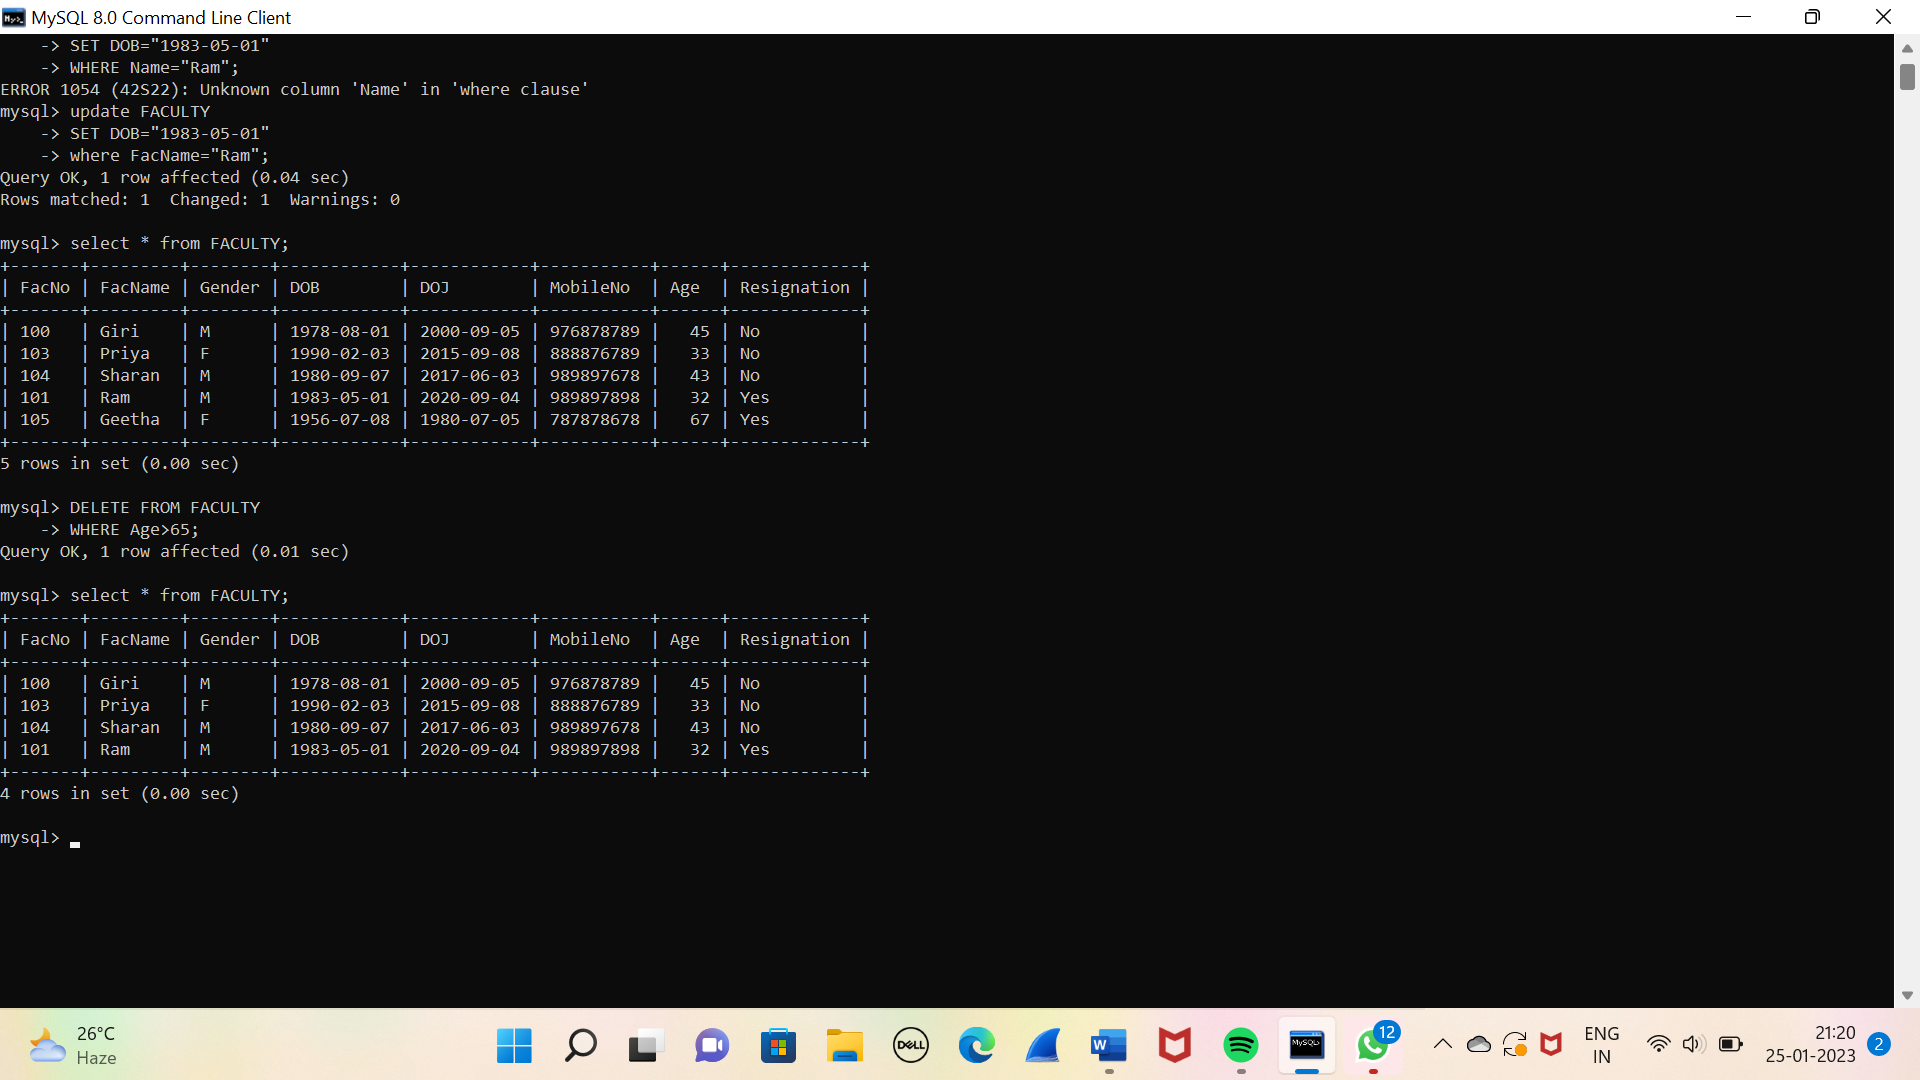 MySQL 8.0 Command Line Client
    -> SET DOB="1983-05-01"
    -> WHERE Name="Ram";
ERROR 1054 (42S22): Unknown column 'Name' in 'where clause'
mysql> update FACULTY
    -> SET DOB="1983-05-01"
    -> where FacName="Ram";
Query OK, 1 row affected (0.04 sec)
Rows matched: 1  Changed: 1  Warnings: 0
mysql> select * from FACULTY;
+-------+---------+--------+------------+------------+-----------+------+-------------+
| FacNo | FacName | Gender | DOB        | DOJ        | MobileNo  | Age  | Resignation |
+-------+---------+--------+------------+------------+-----------+------+-------------+
| 100   | Giri    | M      | 1978-08-01 | 2000-09-05 | 976878789 |   45 | No          |
| 103   | Priya   | F      | 1990-02-03 | 2015-09-08 | 888876789 |   33 | No          |
| 104   | Sharan  | M      | 1980-09-07 | 2017-06-03 | 989897678 |   43 | No          |
| 101   | Ram     | M      | 1983-05-01 | 2020-09-04 | 989897898 |   32 | Yes         |
| 105   | Geetha  | F      | 1956-07-08 | 1980-07-05 | 787878678 |   67 | Yes         |
+-------+---------+--------+------------+------------+-----------+------+-------------+
5 rows in set (0.00 sec)
mysql> DELETE FROM FACULTY
    -> WHERE Age>65;
Query OK, 1 row affected (0.01 sec)
mysql> select * from FACULTY;
+-------+---------+--------+------------+------------+-----------+------+-------------+
| FacNo | FacName | Gender | DOB        | DOJ        | MobileNo  | Age  | Resignation |
+-------+---------+--------+------------+------------+-----------+------+-------------+
| 100   | Giri    | M      | 1978-08-01 | 2000-09-05 | 976878789 |   45 | No          |
| 103   | Priya   | F      | 1990-02-03 | 2015-09-08 | 888876789 |   33 | No          |
| 104   | Sharan  | M      | 1980-09-07 | 2017-06-03 | 989897678 |   43 | No          |
| 101   | Ram     | M      | 1983-05-01 | 2020-09-04 | 989897898 |   32 | Yes         |
+-------+---------+--------+------------+------------+-----------+------+-------------+
4 rows in set (0.00 sec)
mysql>
26°C
Haze
DELL
W
MySQL>
12
ENG
IN
21:20
25-01-2023
2